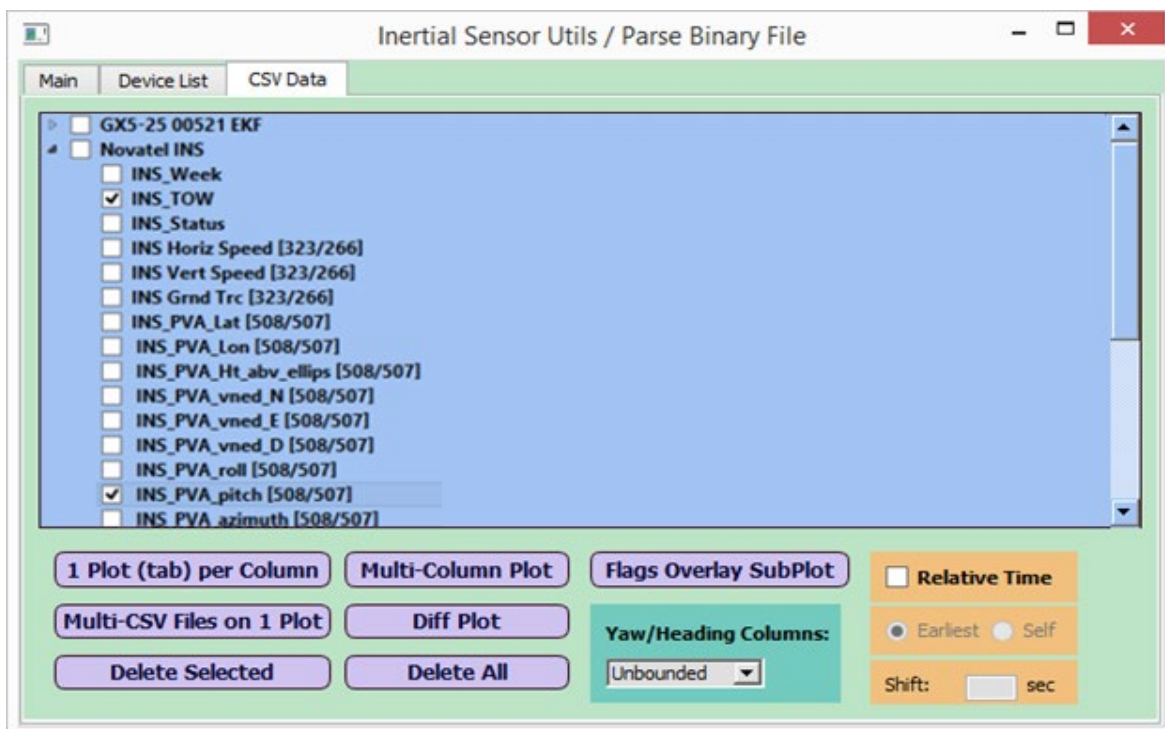 Inertial Sensor Utils / Parse Binary File
Main Device List CSV Data
GX5-25 00521 EKF
Novatel INS
INS_Week
INS_TOW
INS_Status
INS Horiz Speed [323/266]
INS Vert Speed [323/266]
INS Grnd Trc [323/266]
INS_PVA_Lat [508/507]
INS_PVA_Lon [508/507]
INS_PVA_Ht_abv_ellips [508/507]
INS_PVA_vned_N [508/507]
INS_PVA_vned_E [508/507]
INS_PVA_vned_D [508/507]
INS_PVA_roll [508/507]
INS_PVA_pitch [508/507]
INS_PVA_azimuth [508/507]
1 Plot (tab) per Column Multi-Column Plot Flags Overlay SubPlot
Relative Time
Multi-CSV Files on 1 Plot Diff Plot
Yaw/Heading Columns:
Earliest Self
Delete Selected Delete All
Unbounded
Shift: sec